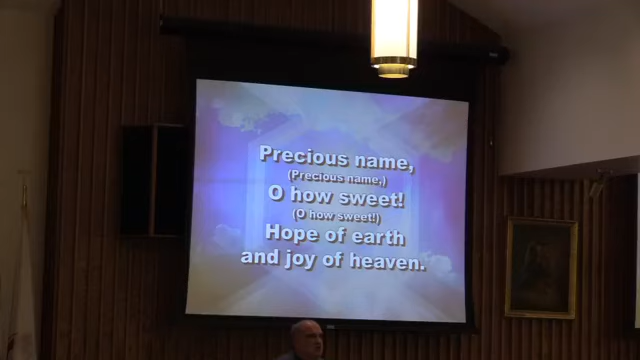 Precious name,
(Precious name,)
O how sweet!
(O how sweet!)
Hope of earth
and joy of heaven.